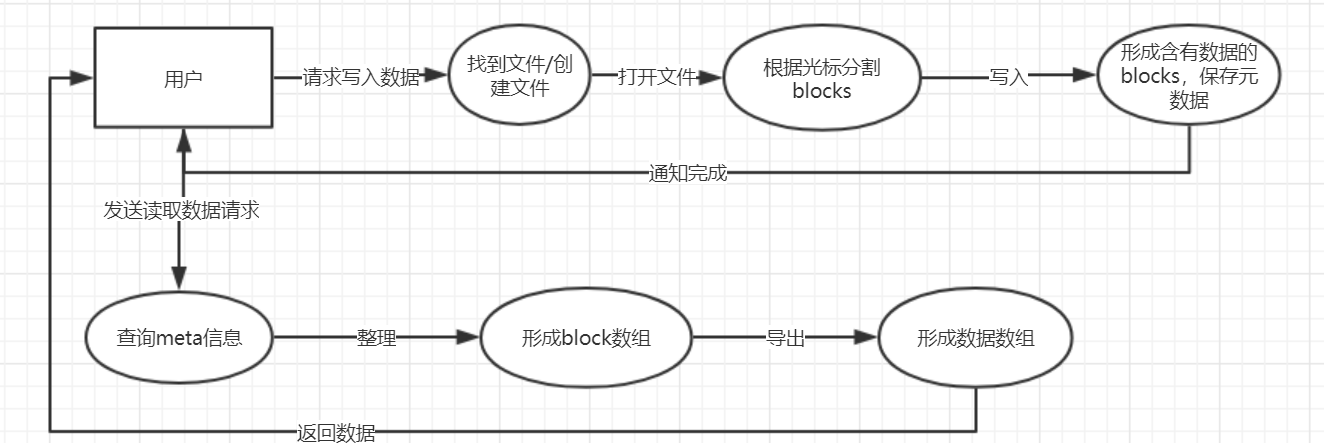 用户
请求写入数据
找到文件/创
建文件
打开文件
根据光标分割
blocks
写入
形成含有数据的
blocks，保存元
数据
通知完成
发送读取数据请求
查询meta信息
整理
形成block数组
导出
形成数据数组
返回数据